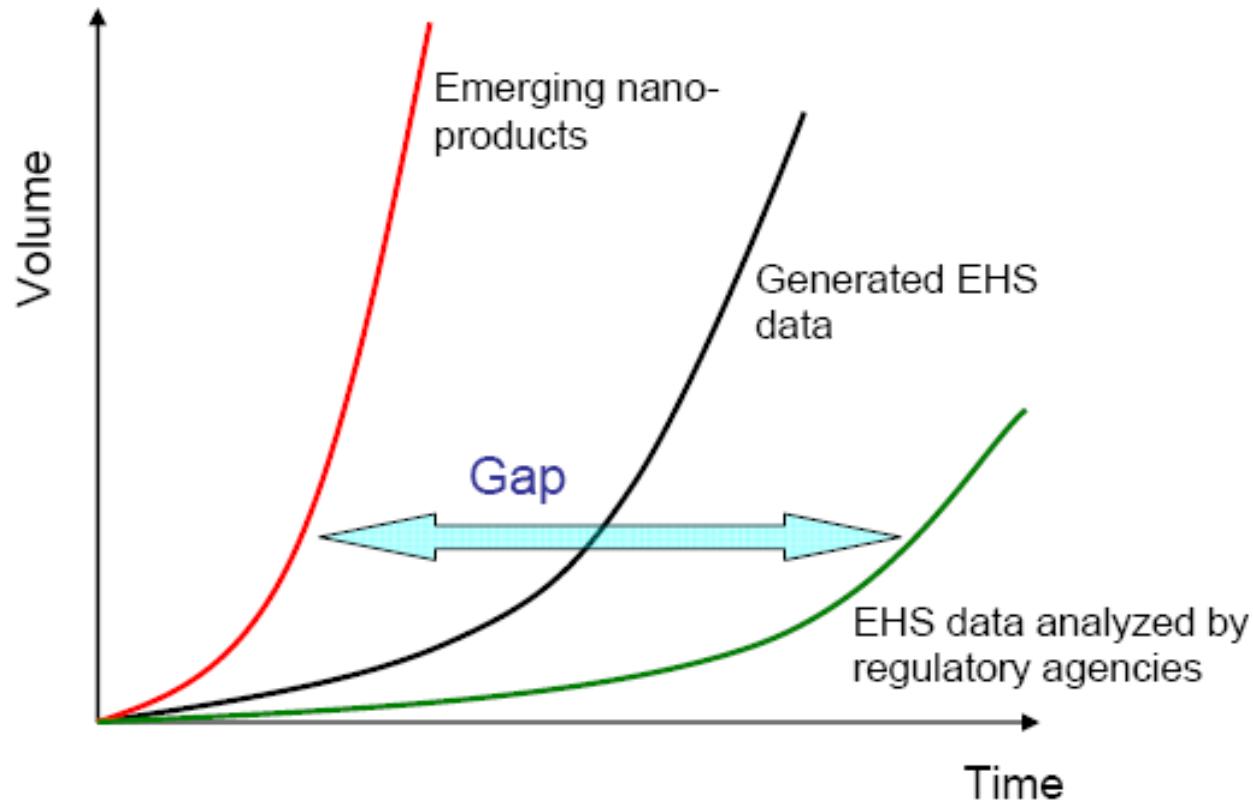 Emerging nano-
products
Volume
Generated EHS
data
Gap
EHS data analyzed by
regulatory agencies
Time